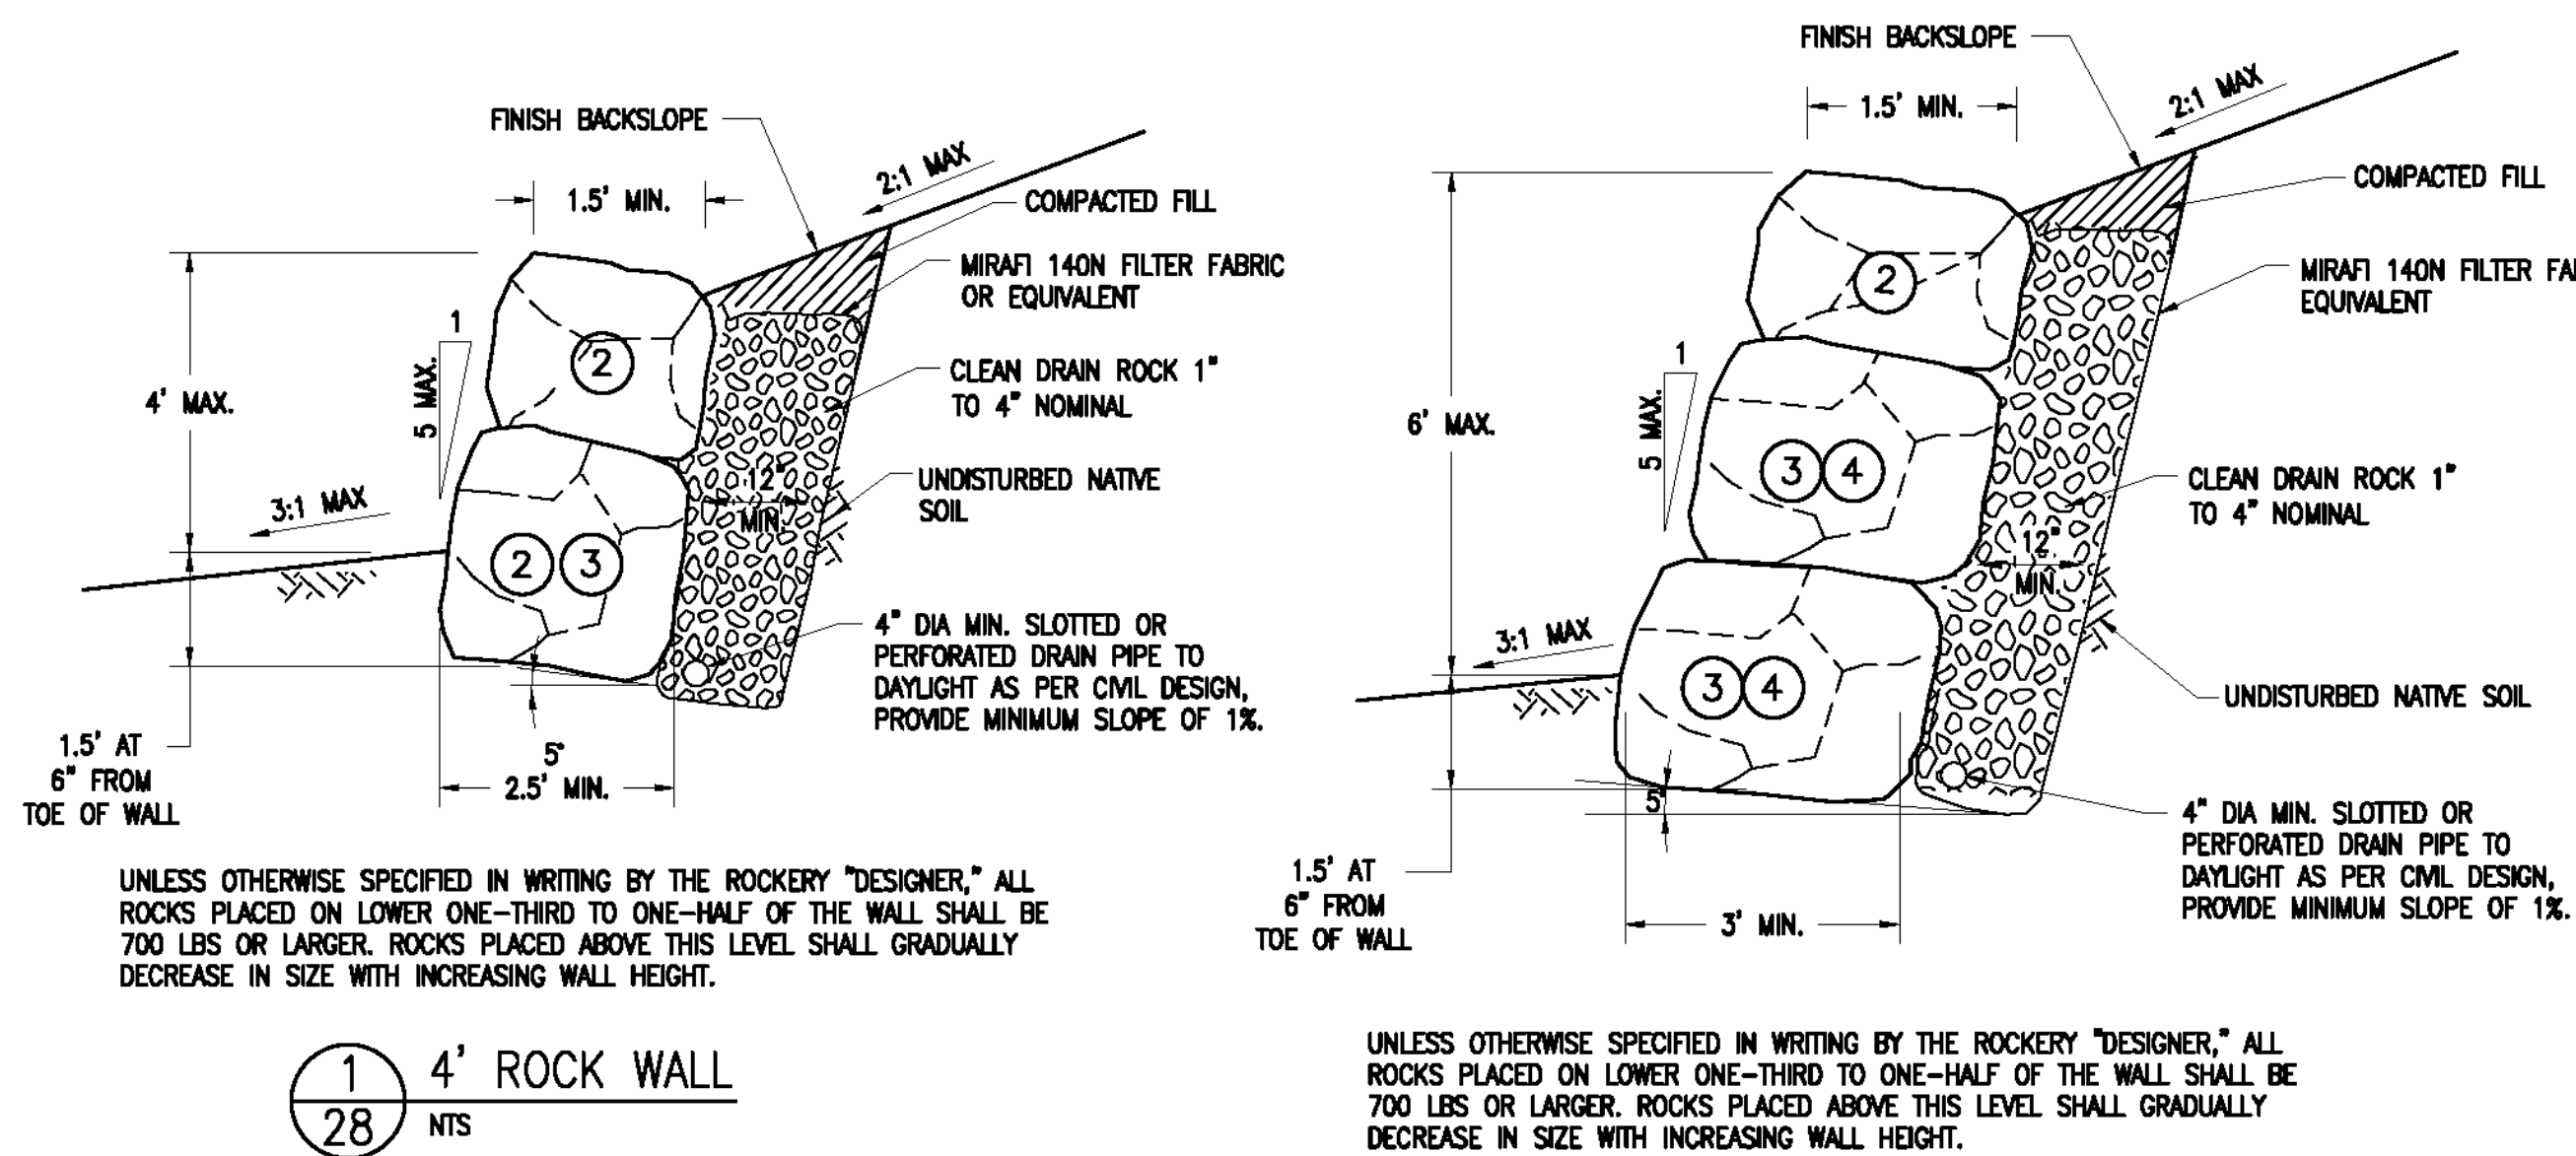 FINISH BACKSLOPE
2:1 MAX
1.5' MIN.
COMPACTED FILL
MIRAFI 140N FILTER FABRIC
OR EQUIVALENT
1
5 MAX.
2
4' MAX.
CLEAN DRAIN ROCK 1"
TO 4" NOMINAL
12"
MIN.
UNDISTURBED NATIVE
SOIL
3:1 MAX
2 3
4" DIA MIN. SLOTTED OR
PERFORATED DRAIN PIPE TO
DAYLIGHT AS PER CIVIL DESIGN,
PROVIDE MINIMUM SLOPE OF 1%.
1.5' AT
6" FROM
TOE OF WALL
5°
2.5' MIN.
UNLESS OTHERWISE SPECIFIED IN WRITING BY THE ROCKERY "DESIGNER," ALL
ROCKS PLACED ON LOWER ONE-THIRD TO ONE-HALF OF THE WALL SHALL BE
700 LBS OR LARGER. ROCKS PLACED ABOVE THIS LEVEL SHALL GRADUALLY
DECREASE IN SIZE WITH INCREASING WALL HEIGHT.
1
28
4' ROCK WALL
NTS
FINISH BACKSLOPE
2:1 MAX
1.5' MIN.
COMPACTED FILL
MIRAFI 140N FILTER
EQUIVALENT
2
1
5 MAX.
6' MAX.
3 4
CLEAN DRAIN ROCK 1"
TO 4" NOMINAL
12"
MIN.
3:1 MAX
3 4
UNDISTURBED NATIVE SOIL
5°
4" DIA MIN. SLOTTED OR
PERFORATED DRAIN PIPE TO
DAYLIGHT AS PER CIVIL DESIGN,
PROVIDE MINIMUM SLOPE OF 1%.
1.5' AT
6" FROM
TOE OF WALL
3' MIN.
UNLESS OTHERWISE SPECIFIED IN WRITING BY THE ROCKERY "DESIGNER," ALL
ROCKS PLACED ON LOWER ONE-THIRD TO ONE-HALF OF THE WALL SHALL BE
700 LBS OR LARGER. ROCKS PLACED ABOVE THIS LEVEL SHALL GRADUALLY
DECREASE IN SIZE WITH INCREASING WALL HEIGHT.